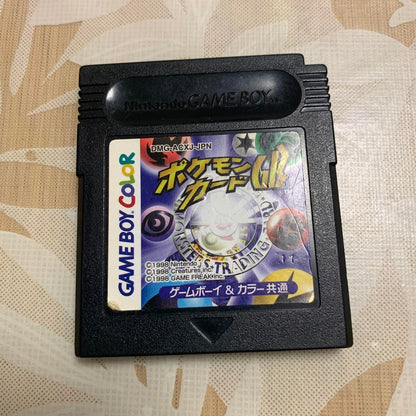 Nintendo GAME BOY
DMG-ACXJ-JPN
ポケモン
カードGB
GAME BOY COLOR
MONSTERS·TRADING
©1998 Nintendo
©1998 Creatures, inc.
©1998 GAME FREAK inc.
ゲームボーイ & カラー 共通